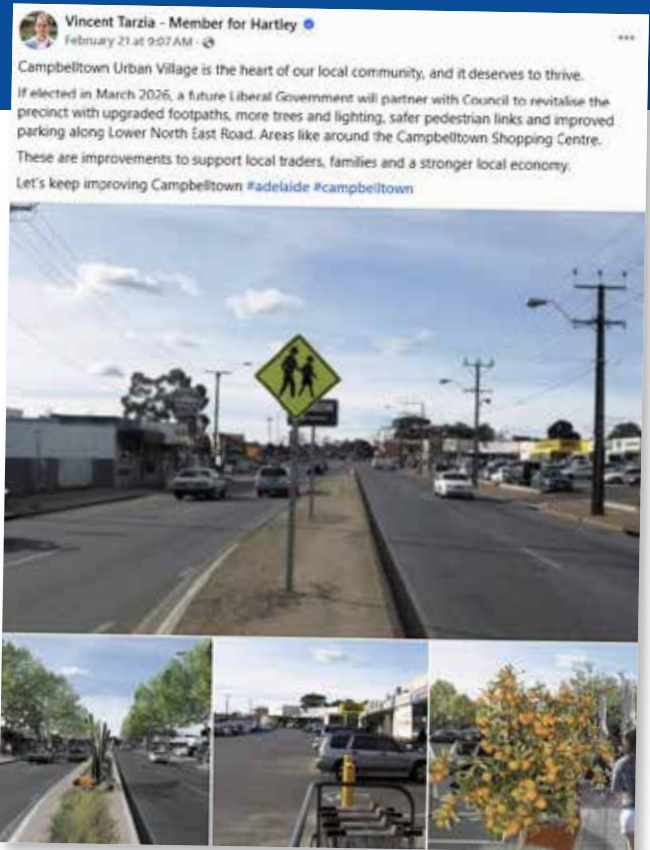 Vincent Tarzia - Member for Hartley
February 21 at 9:07 AM ·
Campbelltown Urban Village is the heart of our local community, and it deserves to thrive.
If elected in March 2026, a future Liberal Government will partner with Council to revitalise the
precinct with upgraded footpaths, more trees and lighting, safer pedestrian links and improved
parking along Lower North East Road. Areas like around the Campbelltown Shopping Centre.
These are improvements to support local traders, families and a stronger local economy.
Let's keep improving Campbelltown #adelaide #campbelltown